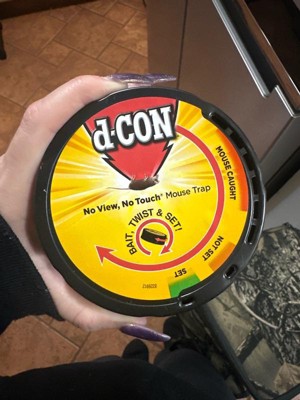 d-CON
No View, No Touch* Mouse Trap
BAIT, TWIST & SET!
MOUSE CAUGHT
NOT SET
SET